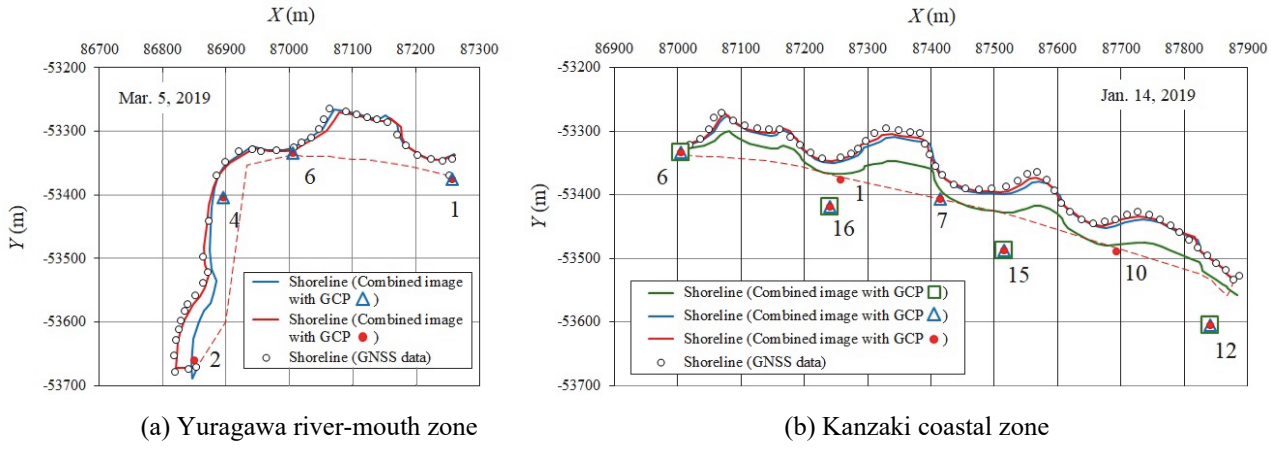 X (m)
86700 86800 86900 87000 87100 87200 87300
-53200
-53300
-53400
-53500
-53600
-53700
Y (m)
Mar. 5, 2019
6
4
1
2
Shoreline (Combined image
with GCP △ )
Shoreline (Combined image
with GCP ● )
Shoreline (GNSS data)
(a) Yuragawa river-mouth zone
X (m)
86900 87000 87100 87200 87300 87400 87500 87600 87700 87800 87900
-53200
-53300
-53400
-53500
-53600
-53700
Y (m)
Jan. 14, 2019
6
1
16
7
15
10
12
Shoreline (Combined image with GCP □ )
Shoreline (Combined image with GCP △ )
Shoreline (Combined image with GCP ● )
Shoreline (GNSS data)
(b) Kanzaki coastal zone